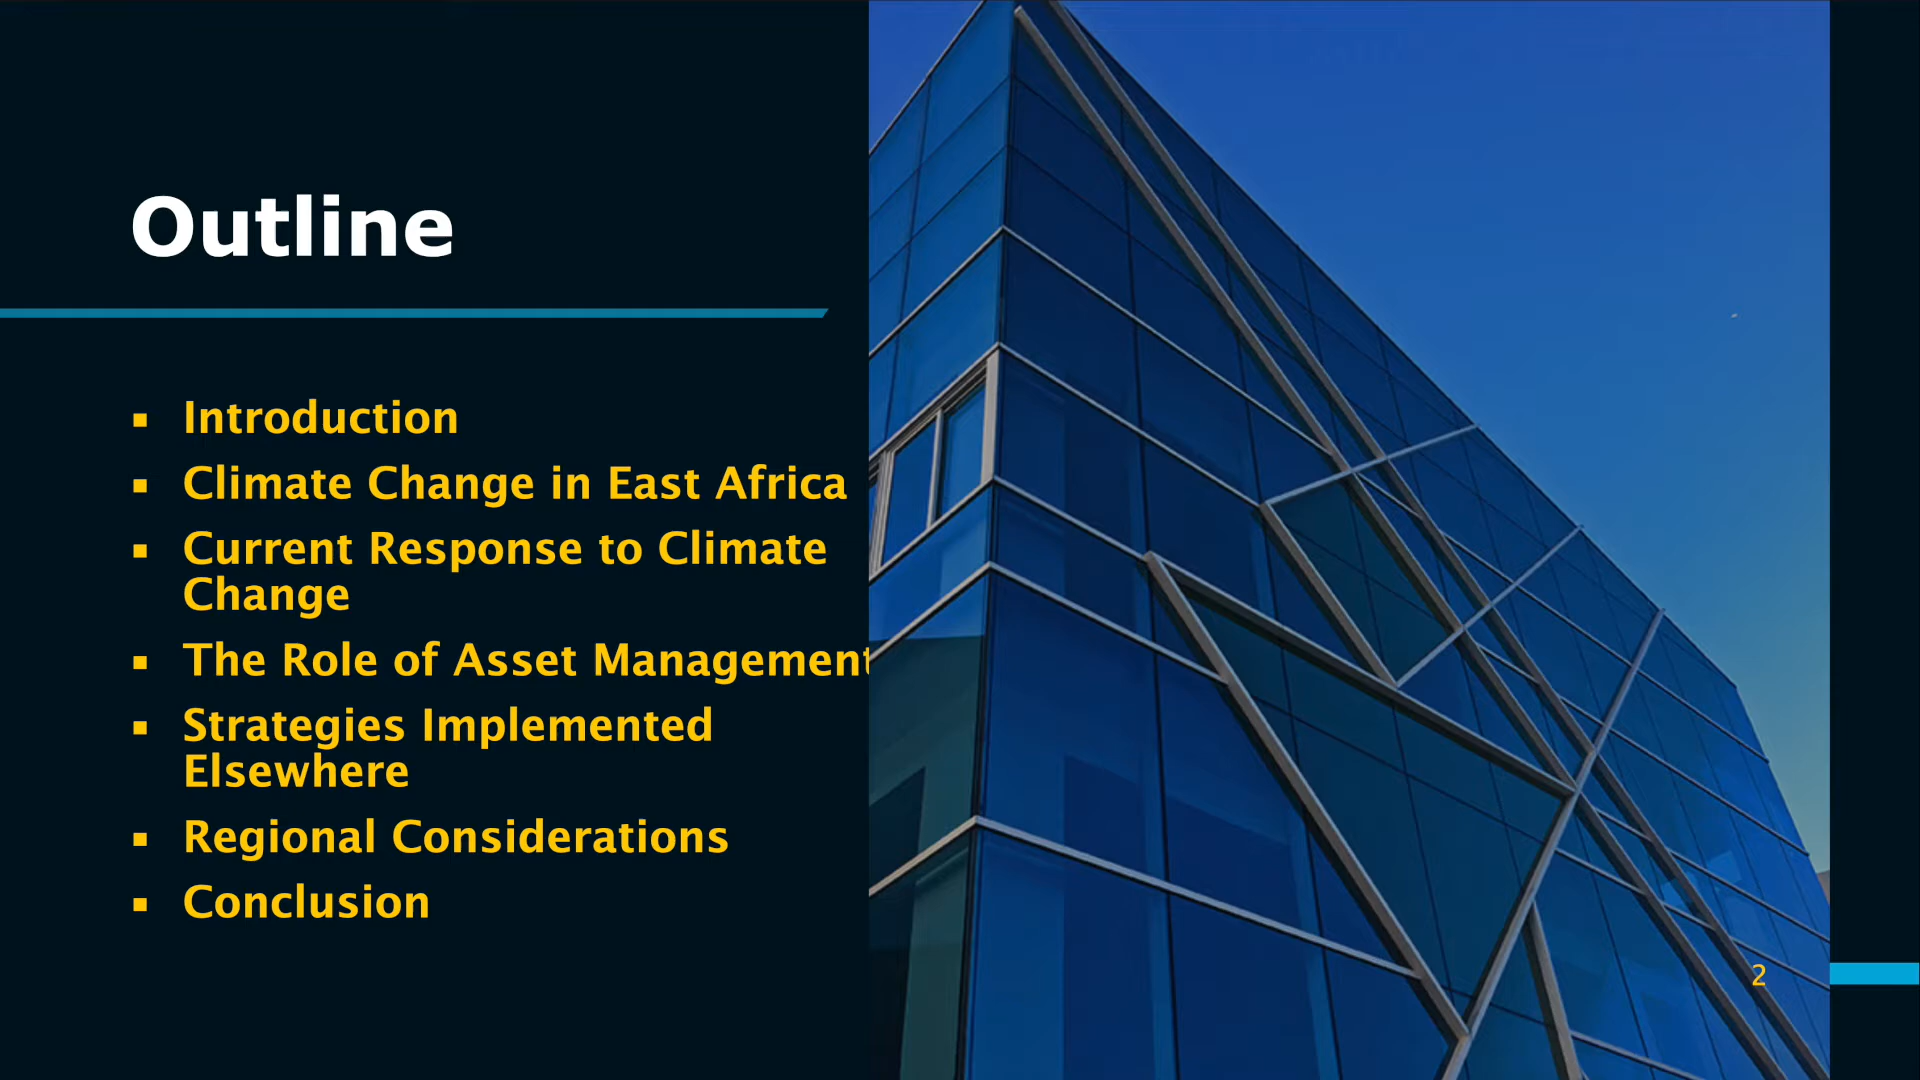 Outline
▪ Introduction
▪ Climate Change in East Africa
▪ Current Response to Climate
Change
▪ The Role of Asset Management
▪ Strategies Implemented
Elsewhere
▪ Regional Considerations
▪ Conclusion
2